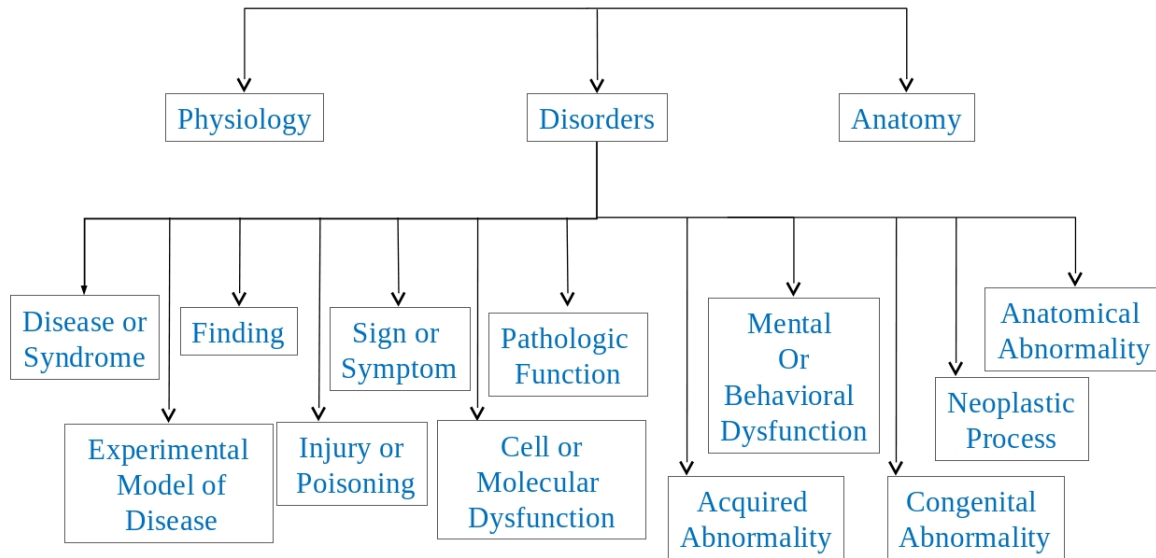 Physiology
Disorders
Anatomy
Disease or
Syndrome
Finding
Sign or
Symptom
Pathologic
Function
Mental
Or
Behavioral
Dysfunction
Anatomical
Abnormality
Experimental
Model of
Disease
Injury or
Poisoning
Cell or
Molecular
Dysfunction
Acquired
Abnormality
Congenital
Abnormality
Neoplastic
Process